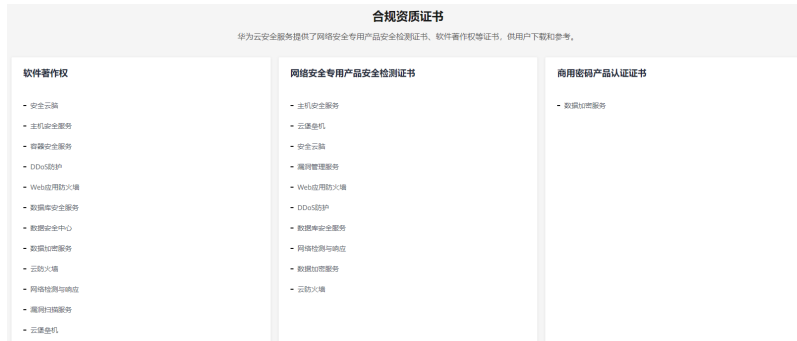 合规资质证书
华为云安全服务提供了网络安全专用产品安全检测证书、软件著作权等证书，供用户下载和参考。
软件著作权
- 安全云脑
- 主机安全服务
- 容器安全服务
- DDoS防护
- Web应用防火墙
- 数据库安全服务
- 数据安全中心
- 数据加密服务
- 云防火墙
- 网络检测与响应
- 漏洞扫描服务
- 云堡垒机
网络安全专用产品安全检测证书
- 主机安全服务
- 云堡垒机
- 安全云脑
- 漏洞管理服务
- Web应用防火墙
- DDoS防护
- 数据库安全服务
- 网络检测与响应
- 数据加密服务
- 云防火墙
商用密码产品认证证书
- 数据加密服务